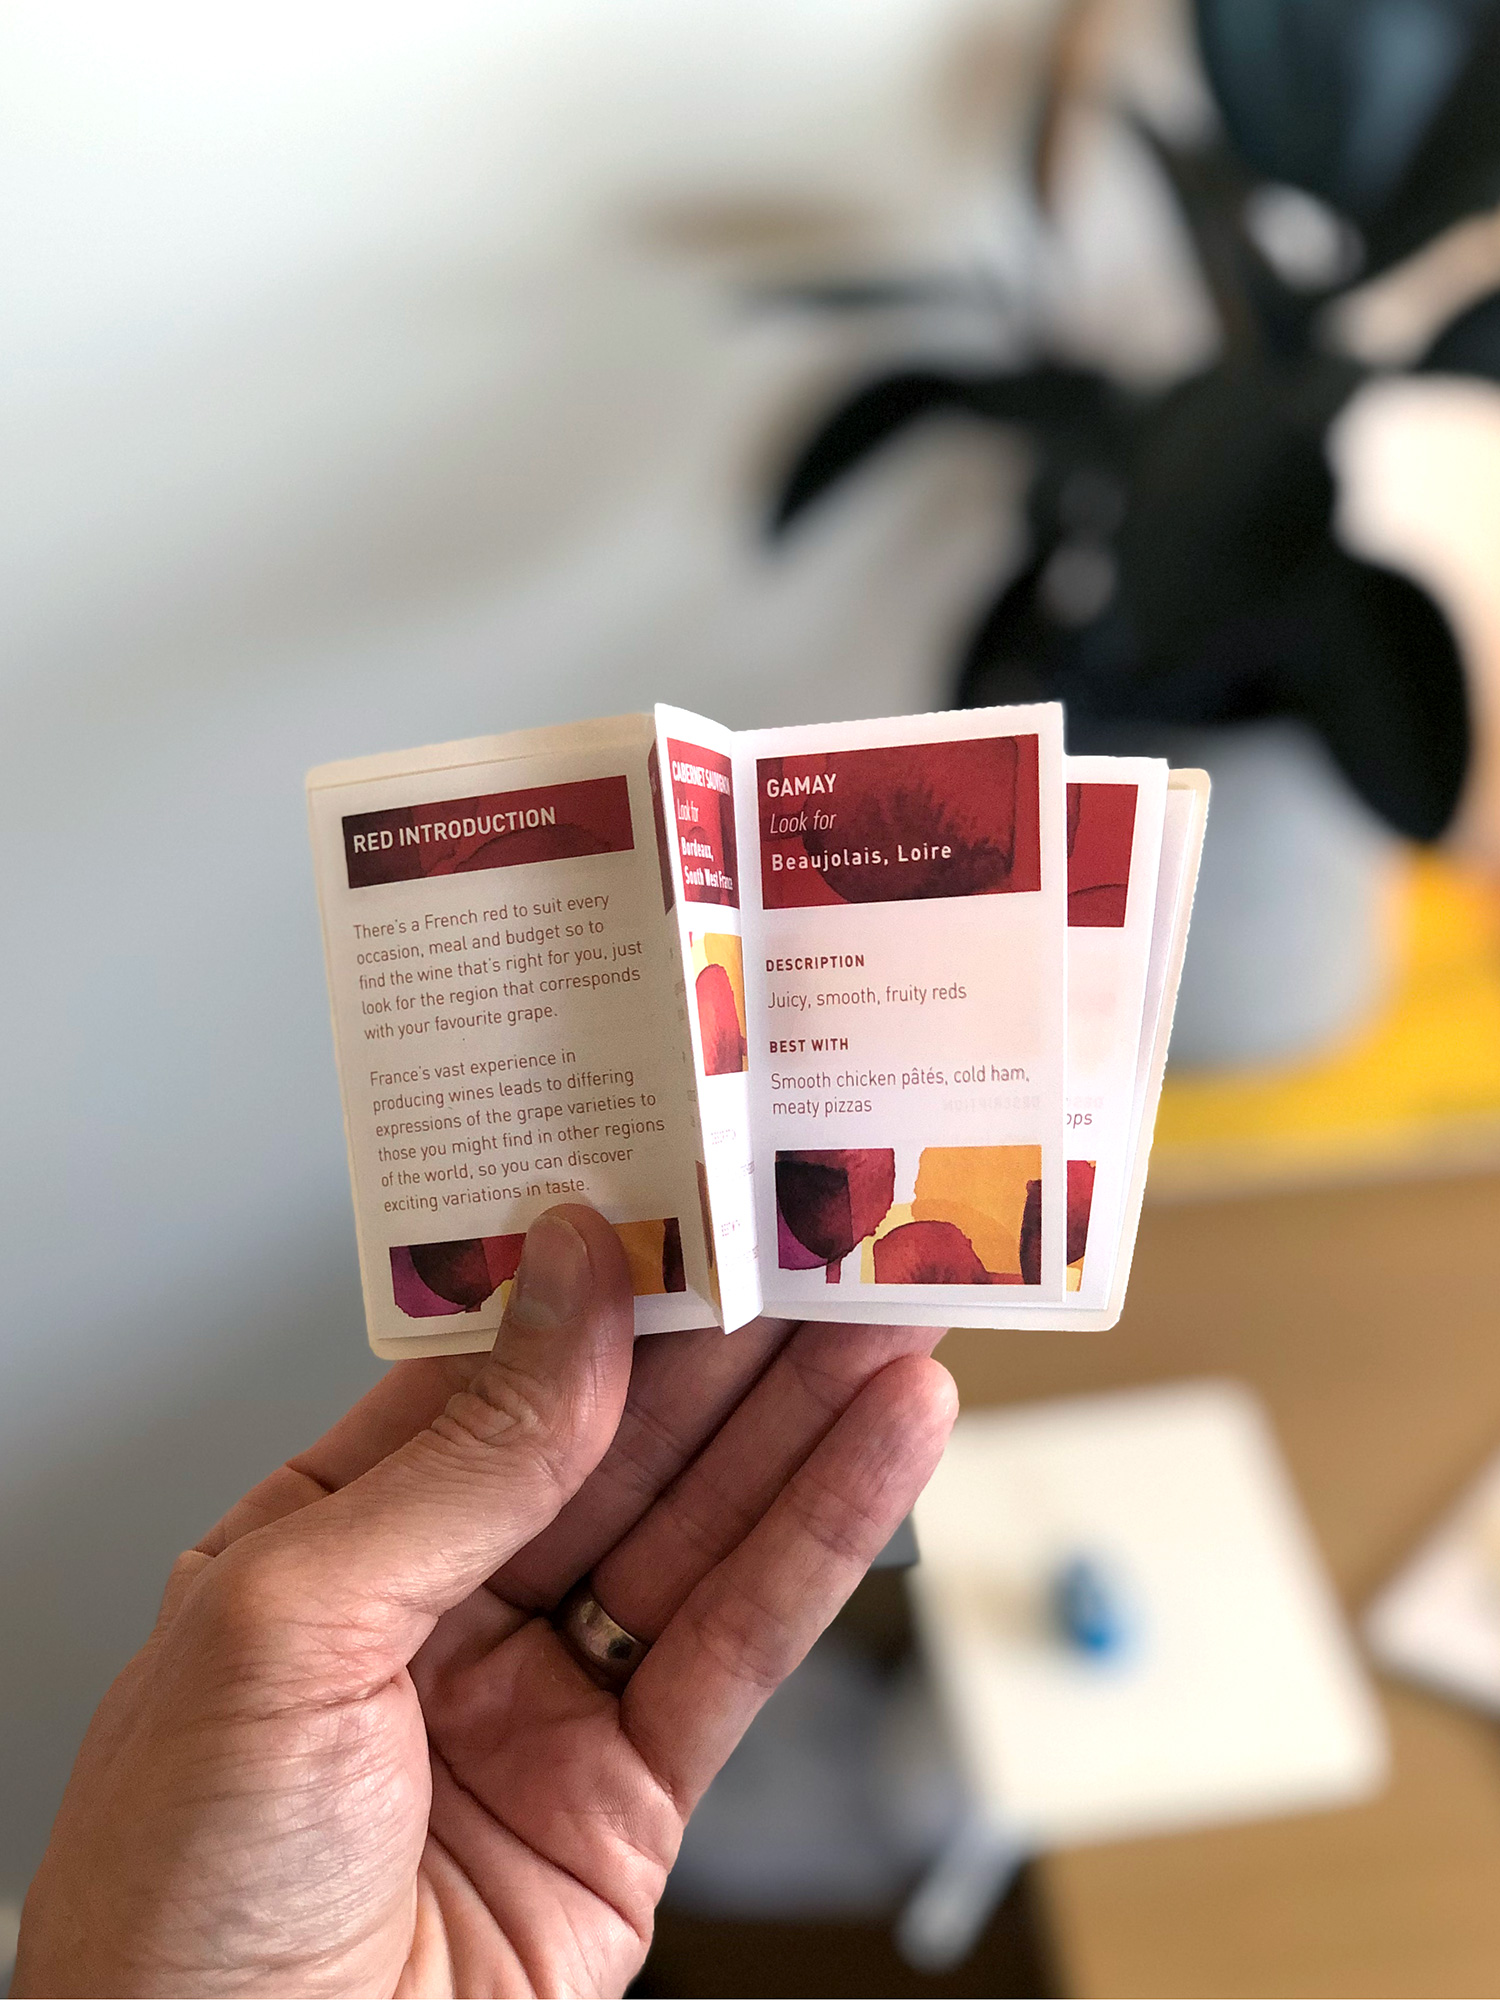 RED INTRODUCTION
There's a French red to suit every
occasion, meal and budget so to
find the wine that's right for you, just
look for the region that corresponds
with your favourite grape.
France's vast experience in
producing wines leads to differing
expressions of the grape varieties to
those you might find in other regions
of the world, so you can discover
exciting variations in taste.
CABERNET SAUVIGNON
Look for
Bordeaux,
South West France
GAMAY
Look for
Beaujolais, Loire
DESCRIPTION
Juicy, smooth, fruity reds
BEST WITH
Smooth chicken pâtés, cold ham,
meaty pizzas
ops